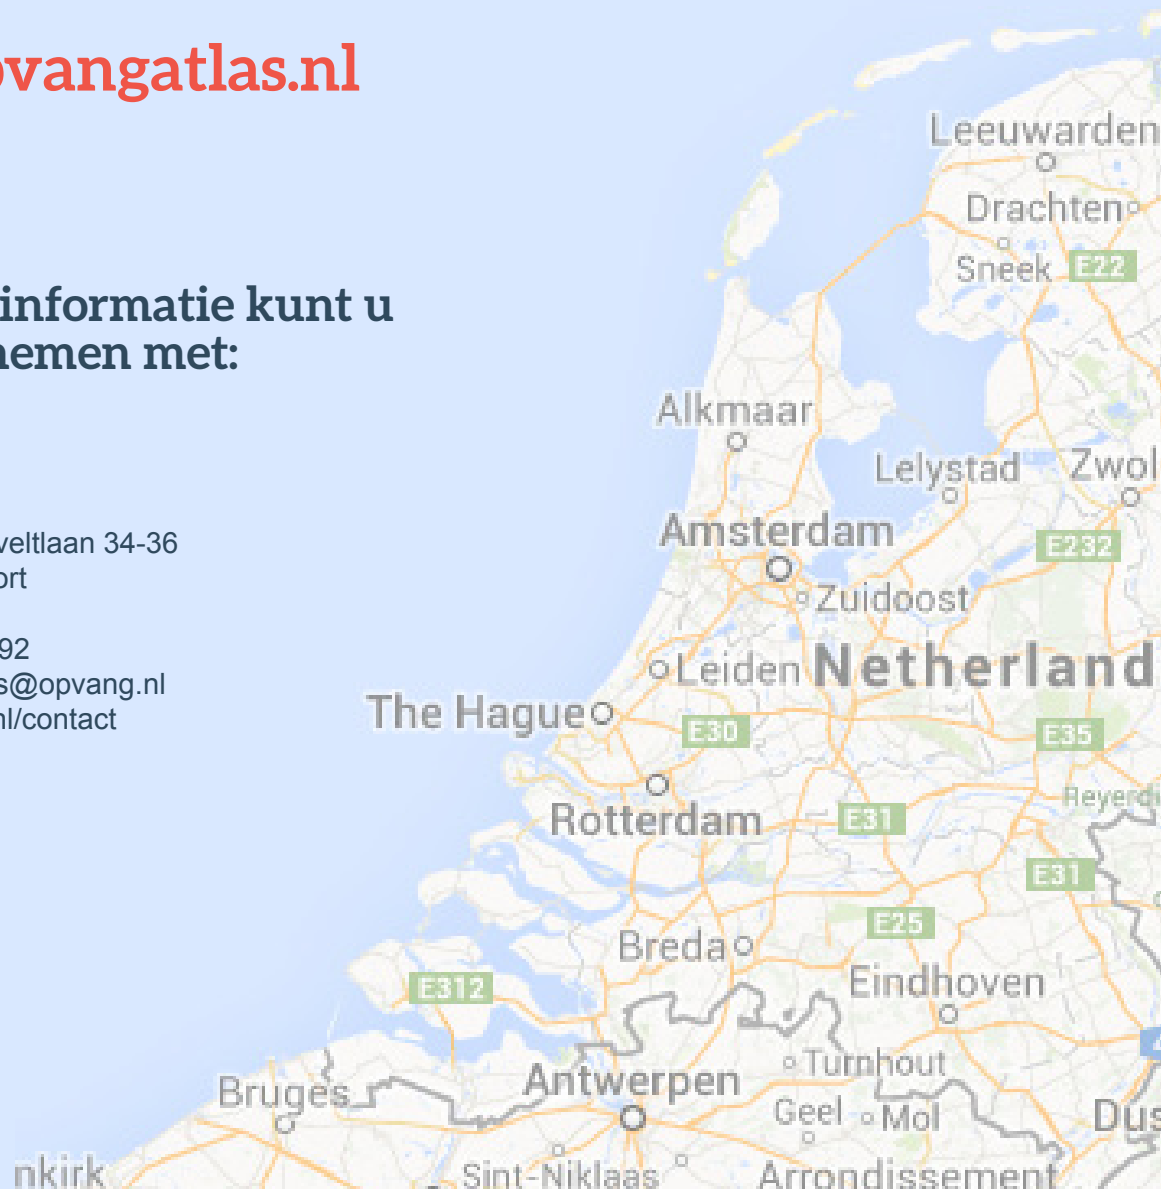 ovangatlas.nl
informatie kunt u
nemen met:
veltlaan 34-36
ort
92
s@opvang.nl
nl/contact
Leeuwarden
Drachten
Sneek E22
Alkmaar
Lelystad Zwol
Amsterdam
E232
Zuidoost
Leiden Netherland
The Hague E30 E35
Reyerd
Rotterdam E31
E31
E25
Breda
Eindhoven
E312
Turnhout
Antwerpen
Bruges
Geel Mol Dus
nkirk Sint-Niklaas Arrondissement